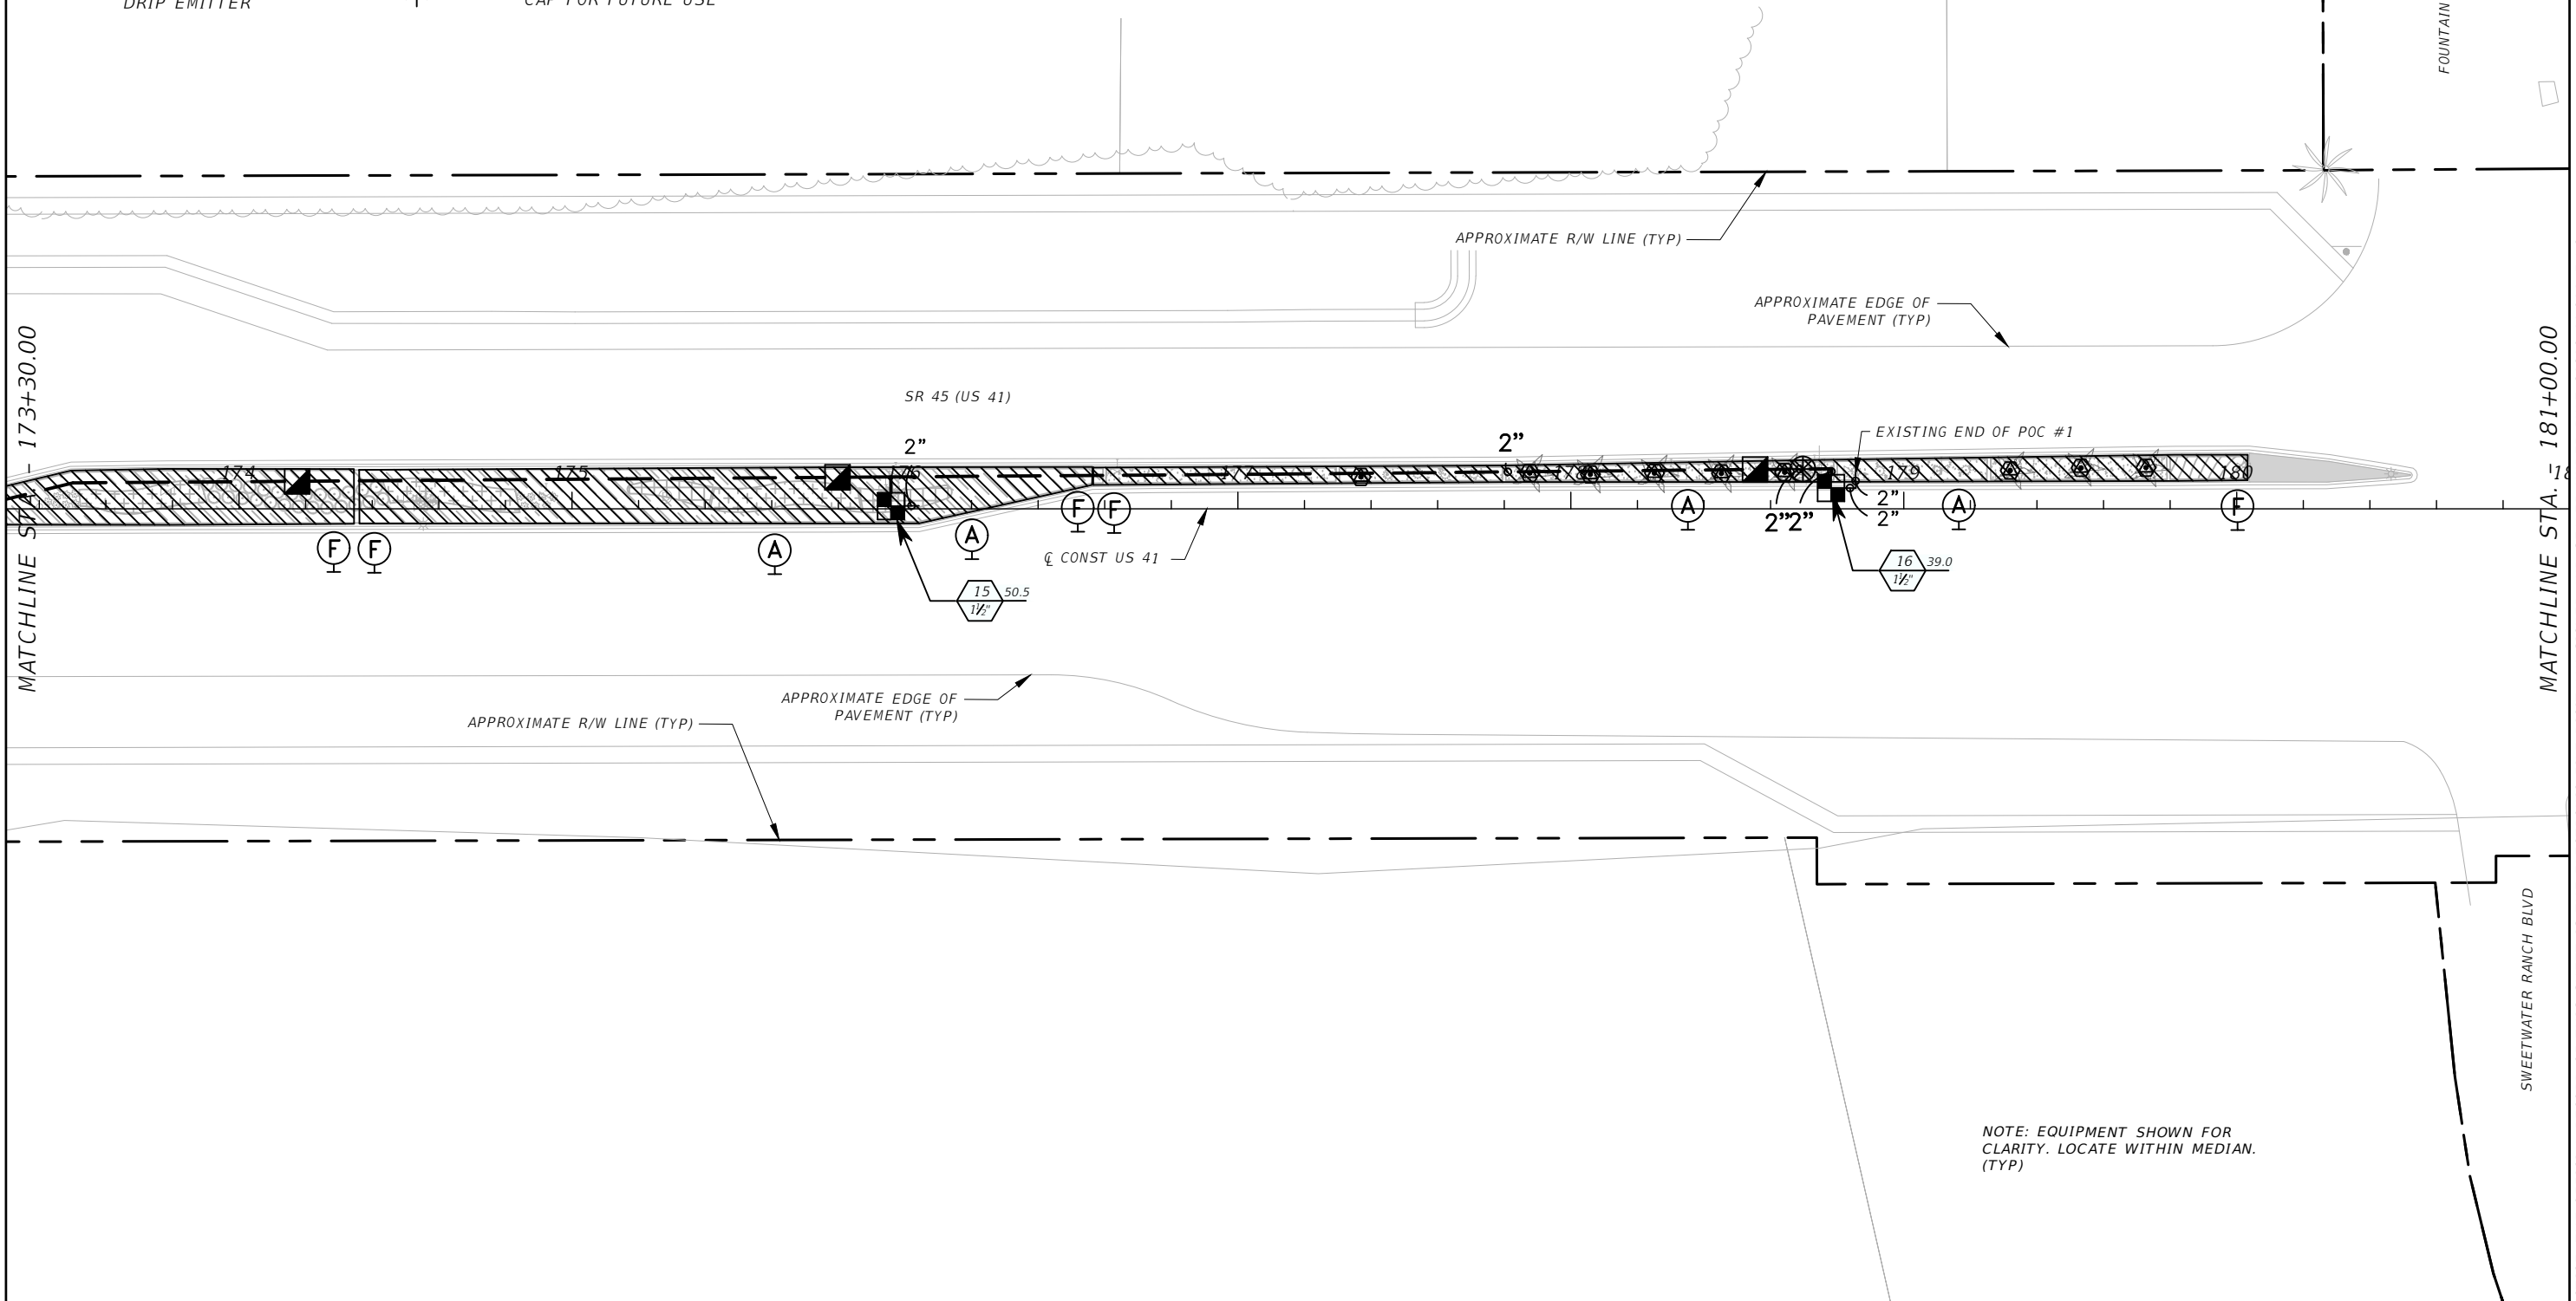 DRIP EMITTER
CAP FOR FUTURE USE
FOUNTAIN
APPROXIMATE R/W LINE (TYP)
APPROXIMATE EDGE OF
PAVEMENT (TYP)
MATCHLINE STA. - 173+30.00
MATCHLINE STA. - 181+00.00
SR 45 (US 41)
2"
2"
EXISTING END OF POC #1
174
175
176
177
178
179
180
2"
2"
2"
2"
F
F
A
A
F
F
A
A
F
℄ CONST US 41
15
50.5
1½"
16
39.0
1½"
APPROXIMATE EDGE OF
PAVEMENT (TYP)
APPROXIMATE R/W LINE (TYP)
SWEETWATER RANCH BLVD
NOTE: EQUIPMENT SHOWN FOR
CLARITY. LOCATE WITHIN MEDIAN.
(TYP)